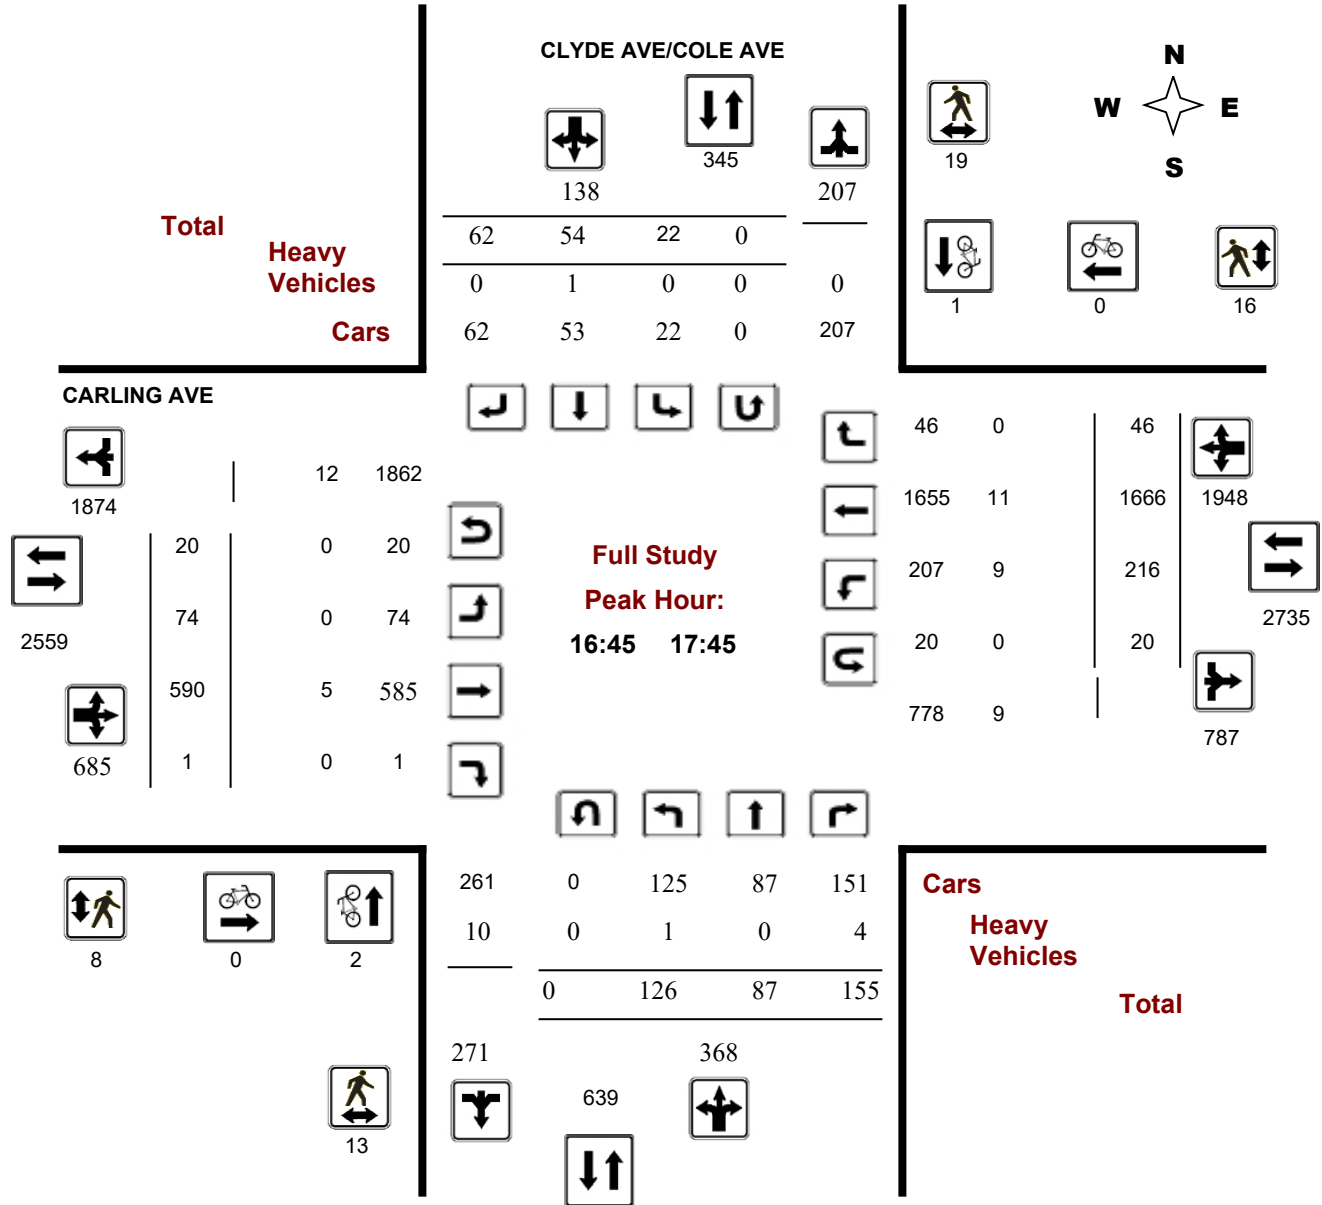 CLYDE AVE/COLE AVE
N
W E
S
345
19
138 207
Total
62 54 22 0
Heavy
Vehicles
0 1 0 0 0
1 0 16
Cars
62 53 22 0 207
CARLING AVE
46 0 46
12 1862
1874
1655 11 1666 1948
20 0 20
Full Study
207 9 216
Peak Hour:
74 0 74
2559
16:45 17:45
20 0 20
2735
590 5 585
778 9
787
685 1 0 1
261 0 125 87 151
Cars
10 0 1 0 4
Heavy
Vehicles
8 0 2
0 126 87 155
Total
271 368
639
13